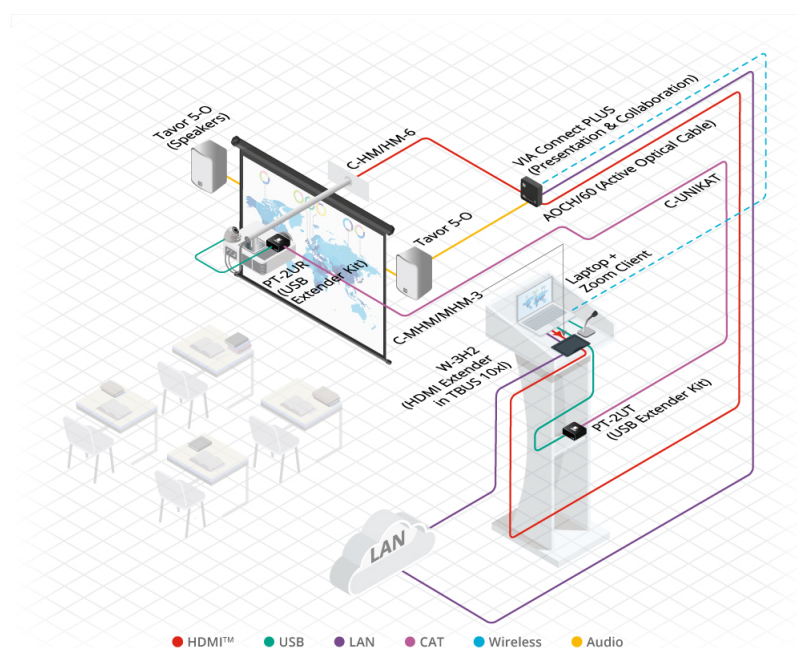 Tavor 5-O
(Speakers)
C-HM/HM-6
VIA Connect PLUS
(Presentation & Collaboration)
AOCH/60 (Active Optical Cable)
C-UNIKAT
Tavor 5-O
PT-2UR
(USB
Extender Kit)
C-MHM/MHM-3
Laptop +
Zoom Client
W-3H2
(HDMI Extender
in TBUS 10xl)
PT-2UT
(USB Extender Kit)
LAN
HDMI™
USB
LAN
CAT
Wireless
Audio